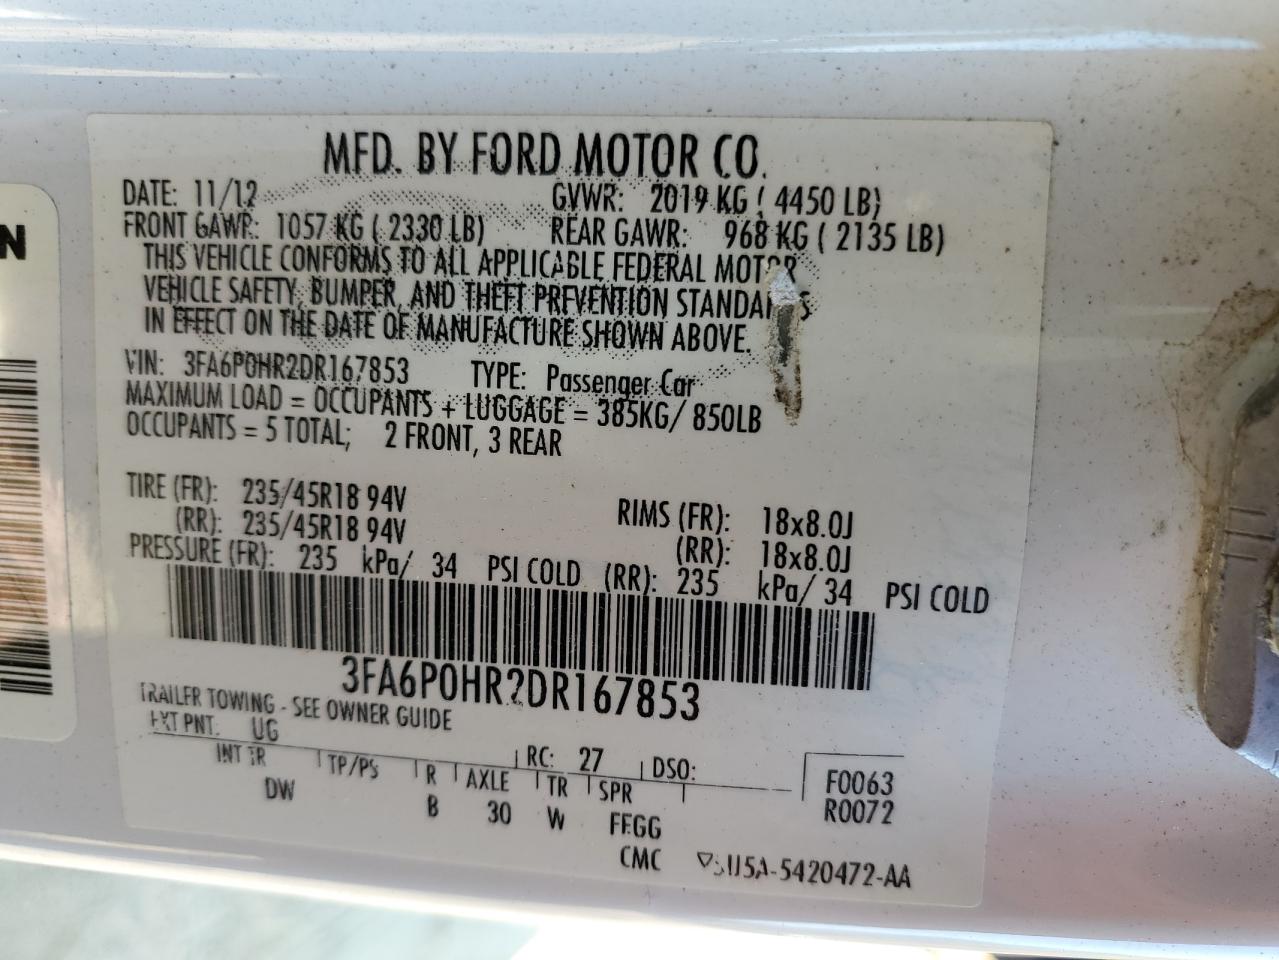 MFD. BY FORD MOTOR CO.
DATE: 11/12 GVWR: 2019 KG ( 4450 LB)
FRONT GAWR: 1057 KG ( 2330 LB) REAR GAWR: 968 KG ( 2135 LB)
THIS VEHICLE CONFORMS TO ALL APPLICABLE FEDERAL MOTOR
VEHICLE SAFETY, BUMPER, AND THEFT PREVENTION STANDARDS
IN EFFECT ON THE DATE OF MANUFACTURE SHOWN ABOVE.
VIN: 3FA6P0HR2DR167853 TYPE: Passenger Car
MAXIMUM LOAD = OCCUPANTS + LUGGAGE = 385KG/ 850LB
OCCUPANTS = 5 TOTAL; 2 FRONT, 3 REAR
TIRE (FR): 235/45R18 94V RIMS (FR): 18x8.0J
(RR): 235/45R18 94V (RR): 18x8.0J
PRESSURE (FR): 235 kPa/ 34 PSI COLD (RR): 235 kPa/ 34 PSI COLD
3FA6P0HR2DR167853
TRAILER TOWING - SEE OWNER GUIDE
EXT PNT: UG RC: 27 DSO:
INT TR TP/PS R AXLE TR SPR F0063
DW B 30 W FFGG R0072
CMC 5420472-AA
N